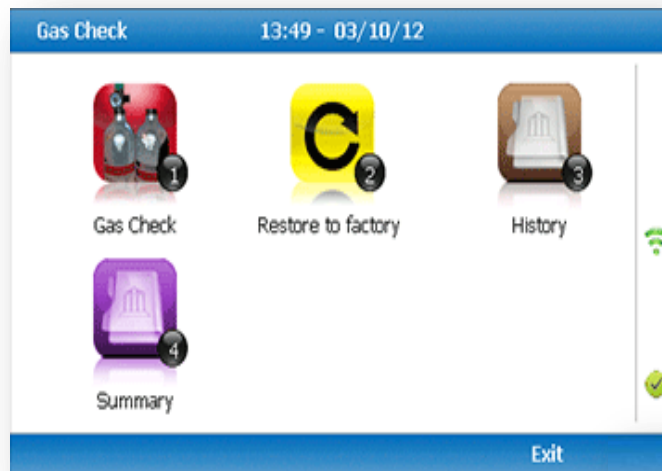 Gas Check 13:49 - 03/10/12
1 2 3
Gas Check Restore to factory History
4
Summary
Exit